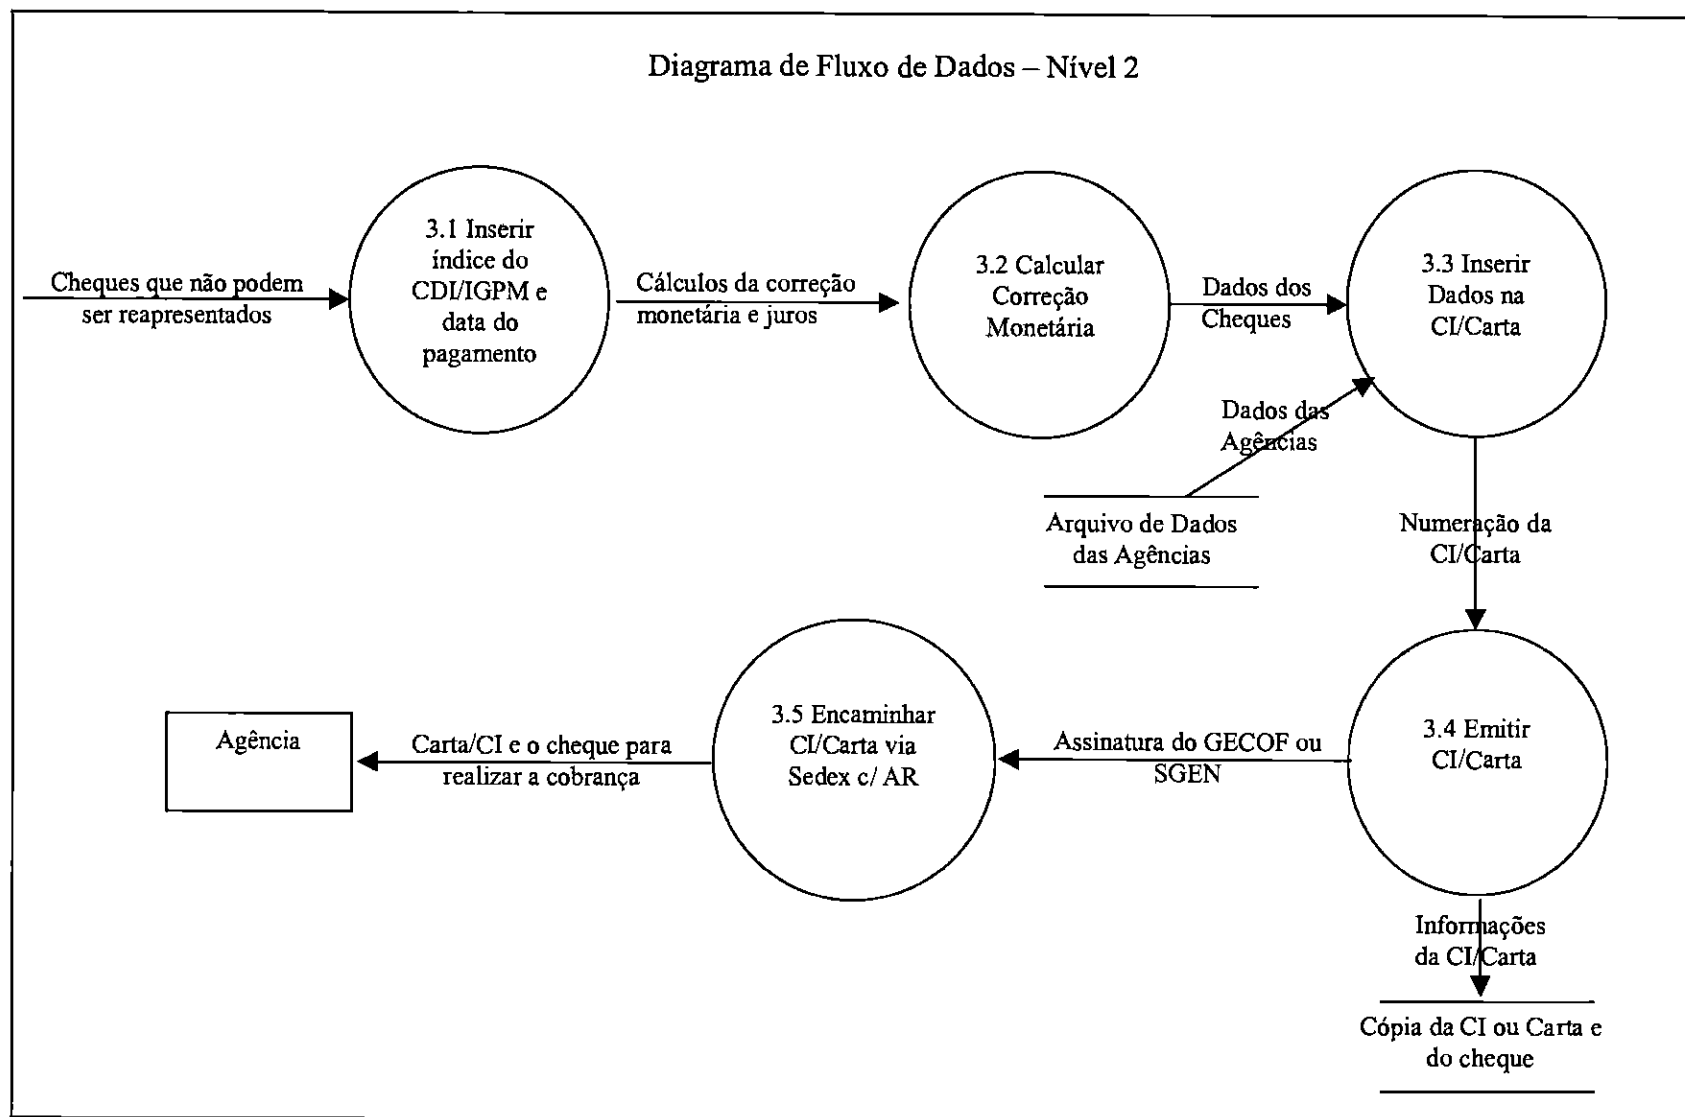 Diagrama de Fluxo de Dados – Nível 2
Cheques que não podem
ser reapresentados
3.1 Inserir
índice do
CDI/IGPM e
data do
pagamento
Cálculos da correção
monetária e juros
3.2 Calcular
Correção
Monetária
Dados dos
Cheques
3.3 Inserir
Dados na
CI/Carta
Dados das
Agências
Arquivo de Dados
das Agências
Numeração da
CI/Carta
Agência
Carta/CI e o cheque para
realizar a cobrança
3.5 Encaminhar
CI/Carta via
Sedex c/ AR
Assinatura do GECOF ou
SGEN
3.4 Emitir
CI/Carta
Informações
da CI/Carta
Cópia da CI ou Carta e
do cheque